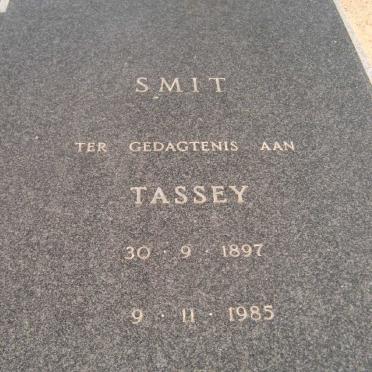 SMIT
TER GEDAGTENIS AAN
TASSEY
30 · 9 · 1897
9 · 11 · 1985